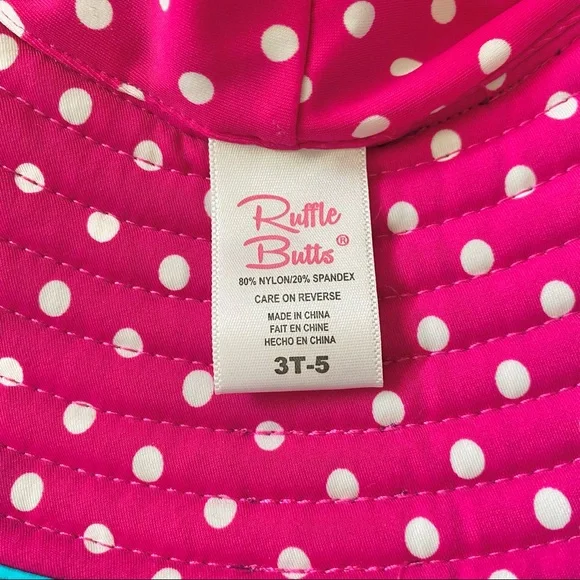 Ruffle
Butts®
80% NYLON/20% SPANDEX
CARE ON REVERSE
MADE IN CHINA
FAIT EN CHINE
HECHO EN CHINA
3T-5